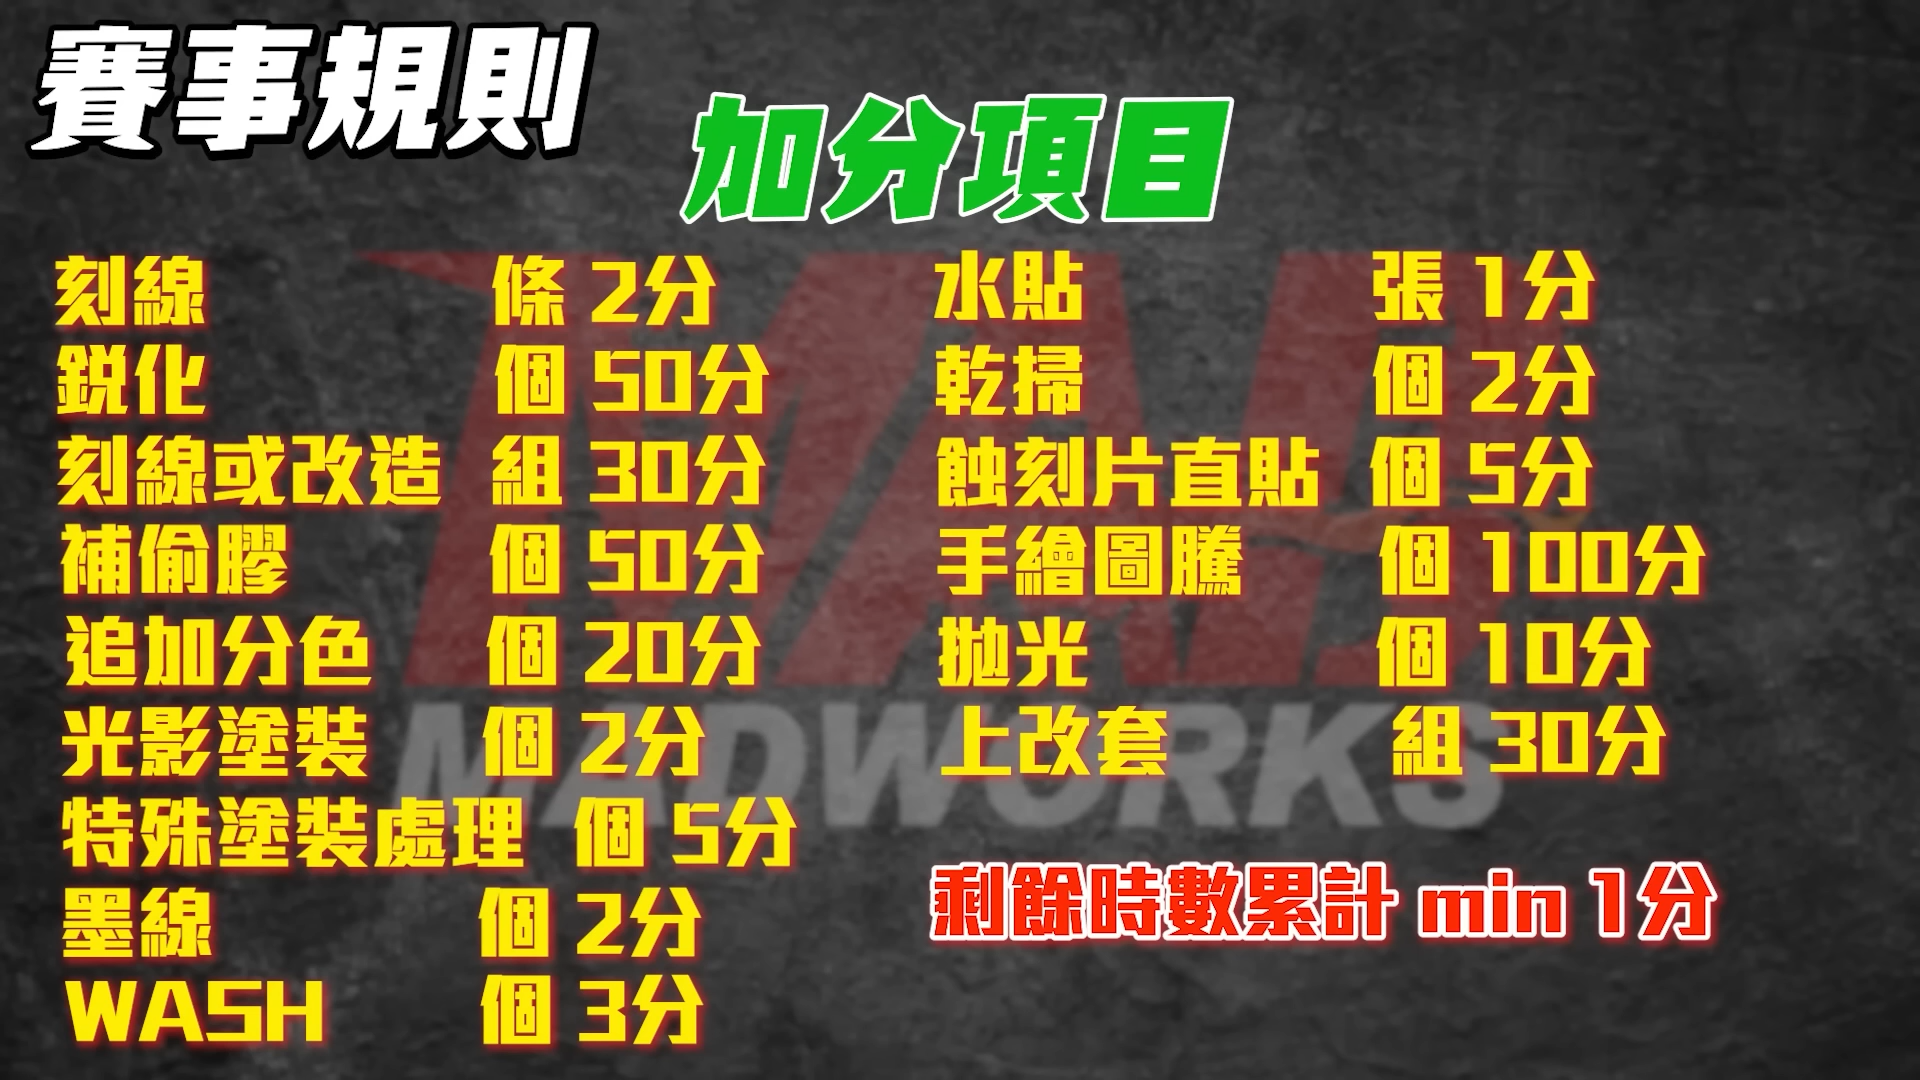 賽事規則
加分項目
刻線 條 2分
鋭化 個 50分
刻線或改造 組 30分
補偷膠 個 50分
追加分色 個 20分
光影塗裝 個 2分
特殊塗裝處理 個 5分
墨線 個 2分
WASH 個 3分
水貼 張 1分
乾掃 個 2分
蝕刻片直貼 個 5分
手繪圖騰 個 100分
拋光 個 10分
上改套 組 30分
剩餘時數累計 min 1分
MADWORKS